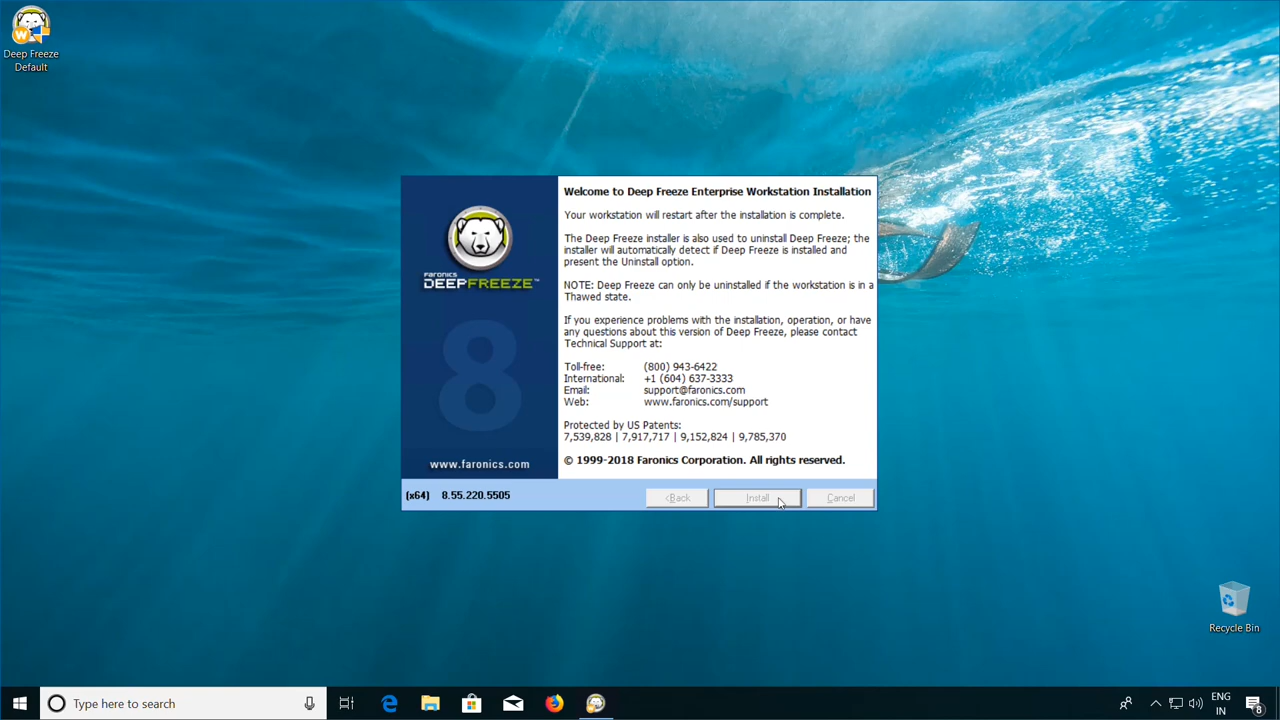 Deep Freeze
Default
Welcome to Deep Freeze Enterprise Workstation Installation
Your workstation will restart after the installation is complete.
The Deep Freeze installer is also used to uninstall Deep Freeze; the
installer will automatically detect if Deep Freeze is installed and
present the Uninstall option.
NOTE: Deep Freeze can only be uninstalled if the workstation is in a
Thawed state.
If you experience problems with the installation, operation, or have
any questions about this version of Deep Freeze, please contact
Technical Support at:
Toll-free: (800) 943-6422
International: +1 (604) 637-3333
Email: support@faronics.com
Web: www.faronics.com/support
Protected by US Patents:
7,539,828 | 7,917,717 | 9,152,824 | 9,785,370
© 1999-2018 Faronics Corporation. All rights reserved.
FARONICS
DEEPFREEZE™
8
www.faronics.com
(x64) 8.55.220.5505
<Back
Install
Cancel
Recycle Bin
Type here to search
ENG
IN
8